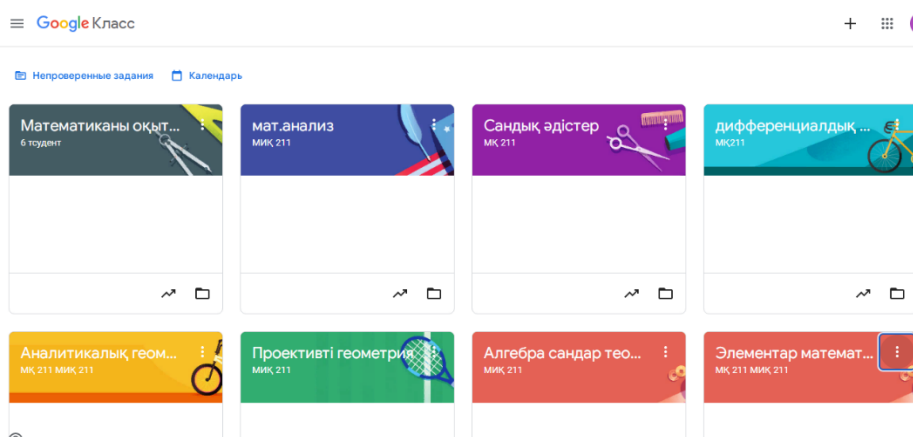 Google Класс
Непроверенные задания Календарь
Математиканы оқыт...
6 тсудент
мат.анализ
МИҚ 211
Сандық әдістер
МҚ 211
дифференциалдық ...
МҚ211
Аналитикалық геом...
МҚ 211 МИҚ 211
Проективті геометрия
МИҚ 211
Алгебра сандар тео...
МҚ 211
Элементар математ...
МҚ 211 МИҚ 211